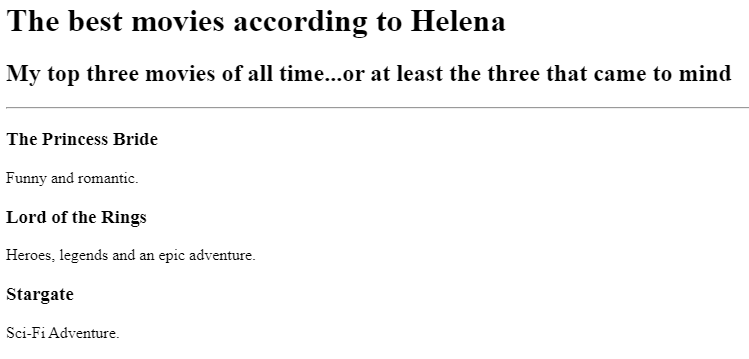 The best movies according to Helena
My top three movies of all time...or at least the three that came to mind
The Princess Bride
Funny and romantic.
Lord of the Rings
Heroes, legends and an epic adventure.
Stargate
Sci-Fi Adventure.